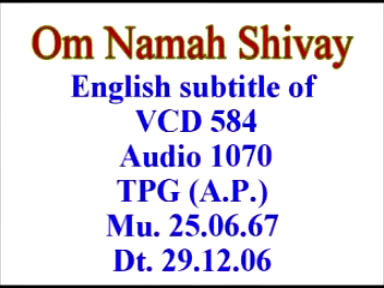 Om Namah Shivay
English subtitle of
VCD 584
Audio 1070
TPG (A.P.)
Mu. 25.06.67
Dt. 29.12.06